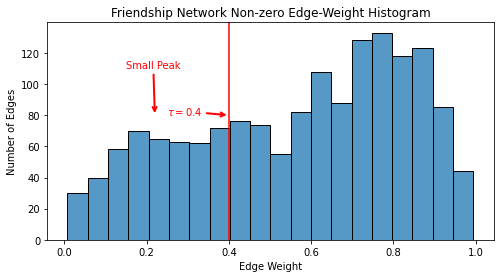 Friendship Network Non-zero Edge-Weight Histogram
Number of Edges
120
100
80
60
40
20
0
Small Peak
τ = 0.4
0.0 0.2 0.4 0.6 0.8 1.0
Edge Weight